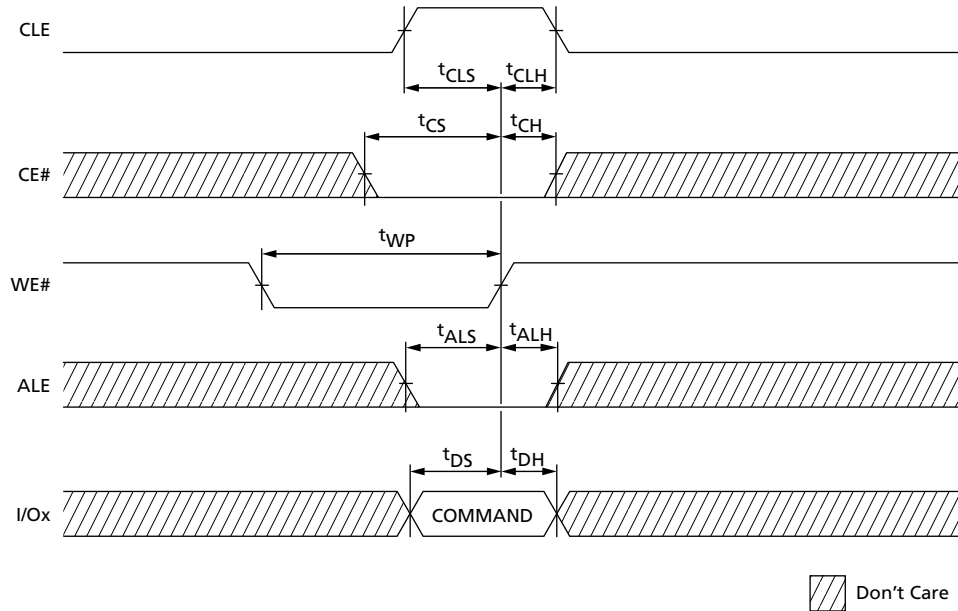 CLE
tCLS tCLH
tCS tCH
CE#
tWP
WE#
tALS tALH
ALE
tDS tDH
I/Ox COMMAND
Don't Care